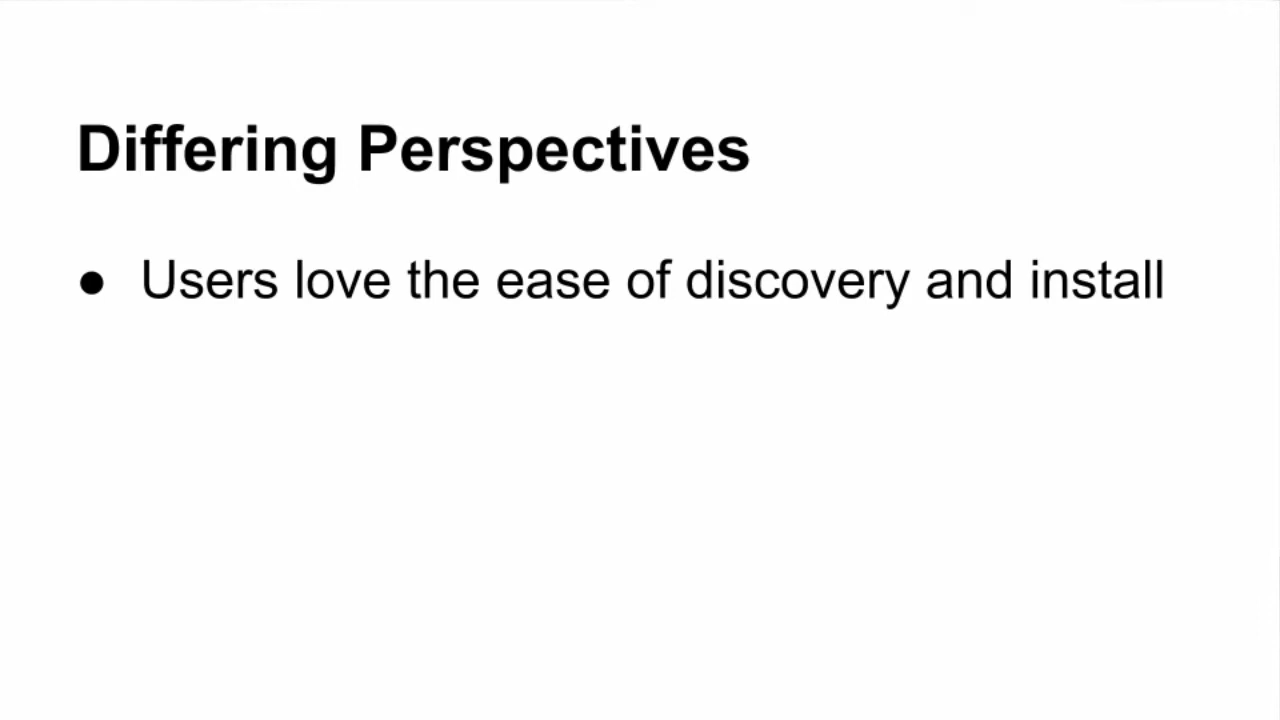 Differing Perspectives
● Users love the ease of discovery and install